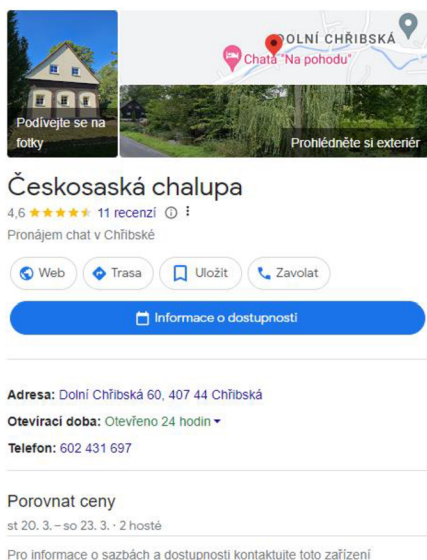 DOLNÍ CHŘIBSKÁ
Chata "Na pohodu"
Podívejte se na
fotky
Prohlédněte si exteriér
Českosaská chalupa
4,6 11 recenzí
Pronájem chat v Chřibské
Web Trasa Uložit Zavolat
Informace o dostupnosti
Adresa: Dolní Chřibská 60, 407 44 Chřibská
Otevírací doba: Otevřeno 24 hodin
Telefon: 602 431 697
Porovnat ceny
st 20. 3. – so 23. 3. · 2 hosté
Pro informace o sazbách a dostupnosti kontaktujte toto zařízení